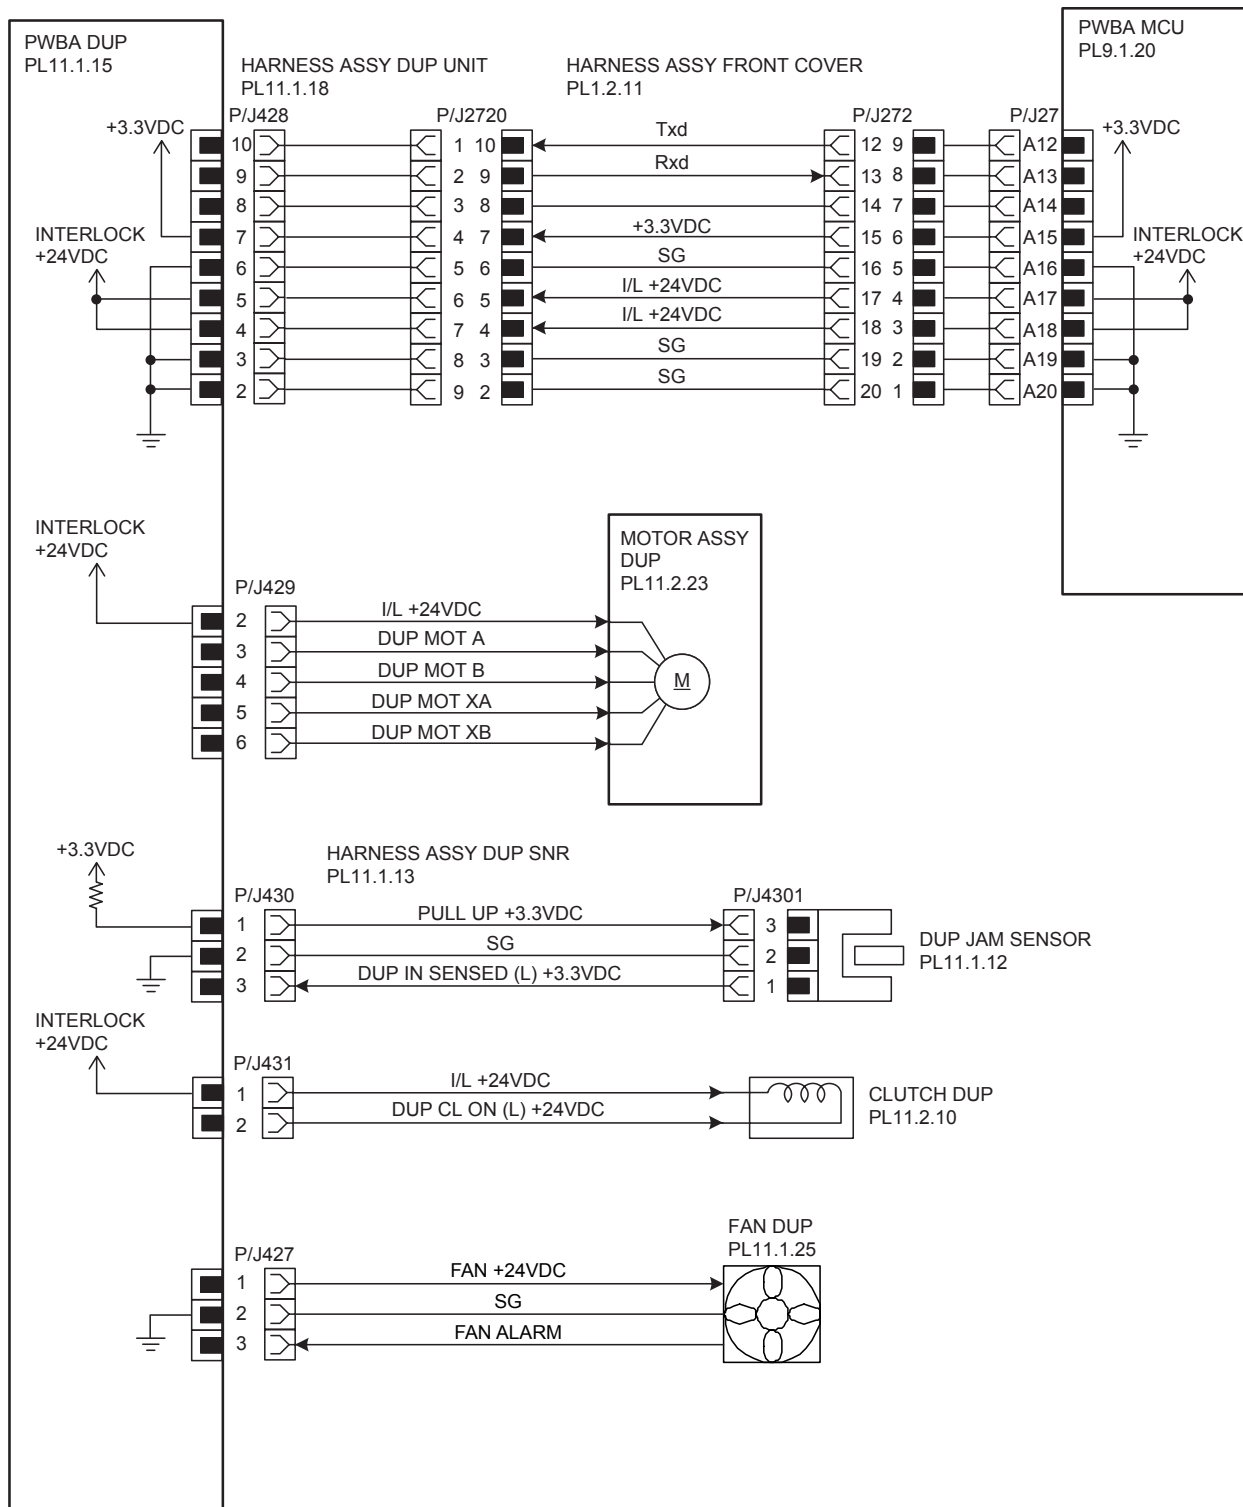 PWBA DUP
PL11.1.15
PWBA MCU
PL9.1.20
HARNESS ASSY DUP UNIT
PL11.1.18
HARNESS ASSY FRONT COVER
PL1.2.11
P/J428 P/J2720 P/J272 P/J27
+3.3VDC +3.3VDC
10 1 10 Txd 12 9 A12
9 2 9 Rxd 13 8 A13
8 3 8 14 7 A14
7 4 7 +3.3VDC 15 6 A15
INTERLOCK
+24VDC
INTERLOCK
+24VDC
6 5 6 SG 16 5 A16
5 6 5 I/L +24VDC 17 4 A17
4 7 4 I/L +24VDC 18 3 A18
3 8 3 SG 19 2 A19
2 9 2 SG 20 1 A20
INTERLOCK
+24VDC
MOTOR ASSY
DUP
PL11.2.23
P/J429
2 I/L +24VDC
3 DUP MOT A
4 DUP MOT B
M
5 DUP MOT XA
6 DUP MOT XB
+3.3VDC
HARNESS ASSY DUP SNR
PL11.1.13
P/J430 P/J4301
1 PULL UP +3.3VDC 3
2 SG 2
3 DUP IN SENSED (L) +3.3VDC 1
DUP JAM SENSOR
PL11.1.12
INTERLOCK
+24VDC
P/J431
1 I/L +24VDC
2 DUP CL ON (L) +24VDC
CLUTCH DUP
PL11.2.10
FAN DUP
PL11.1.25
P/J427
1 FAN +24VDC
2 SG
3 FAN ALARM